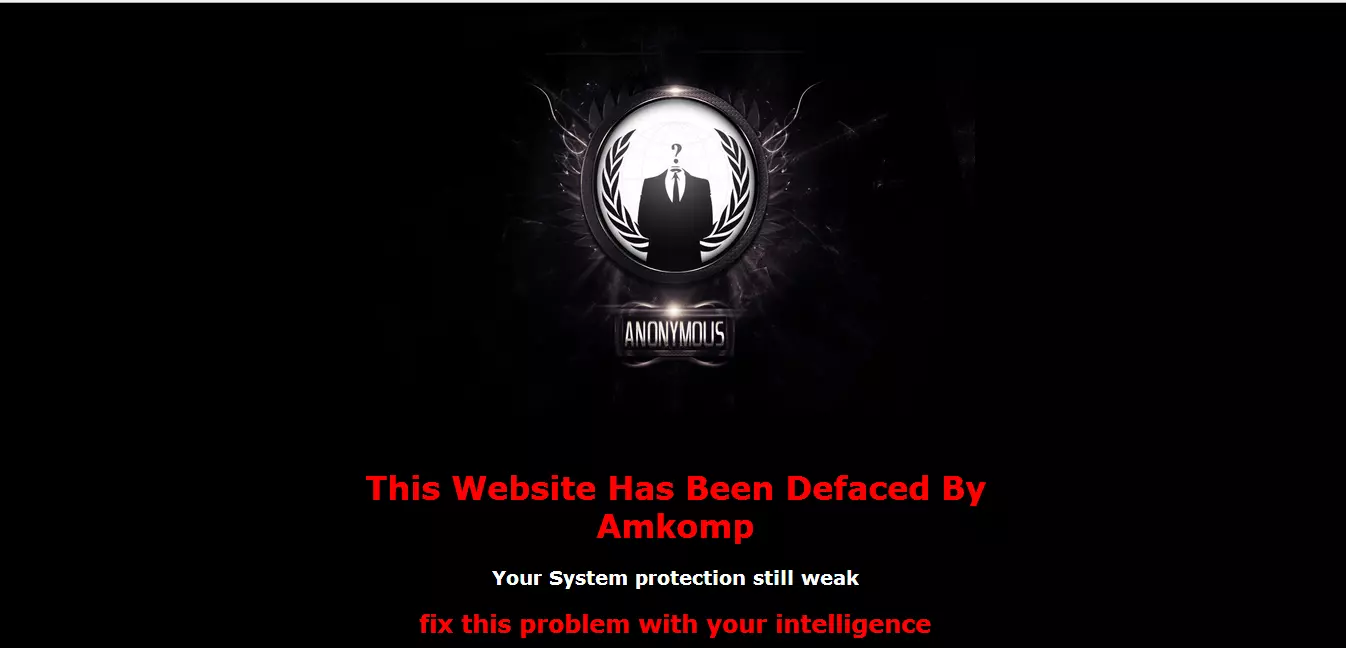 ?
ANONYMOUS
This Website Has Been Defaced By
Amkomp
Your System protection still weak
fix this problem with your intelligence